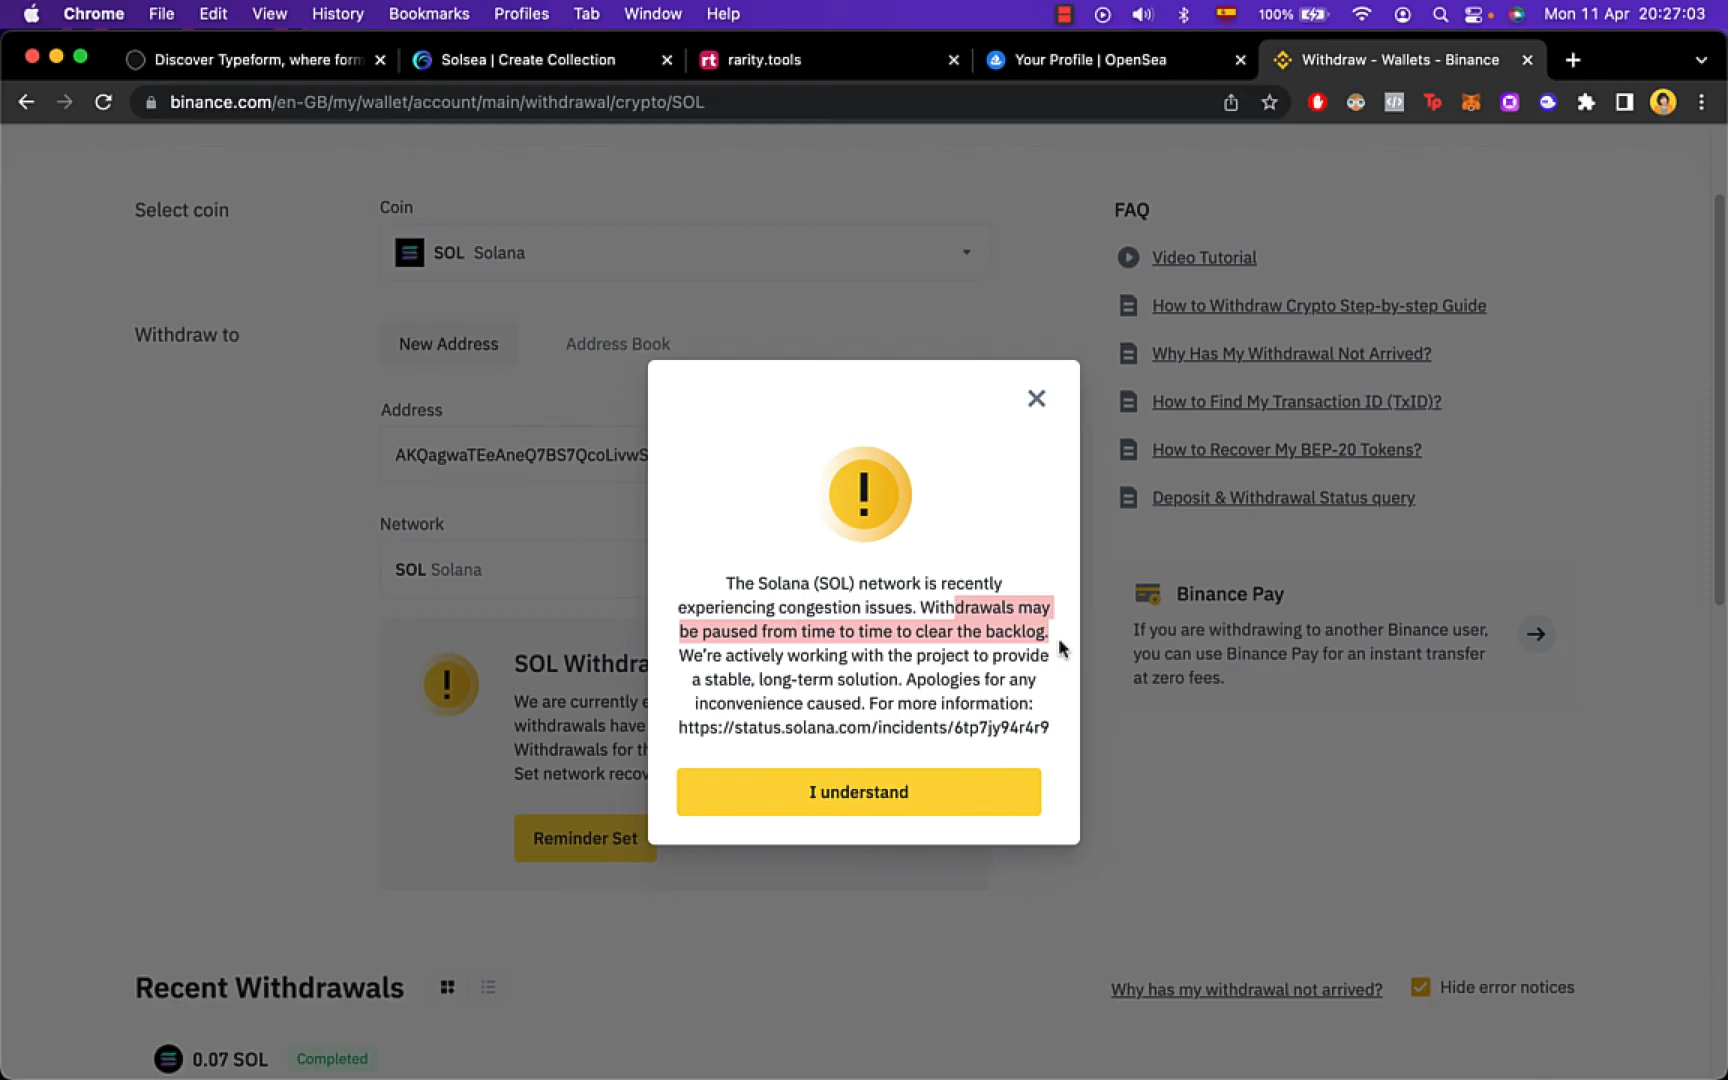 Chrome File Edit View History Bookmarks Profiles Tab Window Help 100% Mon 11 Apr 20:27:03
Discover Typeform, where form Solsea | Create Collection rt rarity.tools Your Profile | OpenSea Withdraw - Wallets - Binance
binance.com/en-GB/my/wallet/account/main/withdrawal/crypto/SOL Tp
Select coin
Coin
SOL Solana
Withdraw to
New Address Address Book
Address
AKQagwaTEeAneQ7BS7QcoLivwS
Network
SOL Solana
SOL Withdra
We are currently e
withdrawals have
Withdrawals for th
Set network recov
Reminder Set
The Solana (SOL) network is recently
experiencing congestion issues. Withdrawals may
be paused from time to time to clear the backlog.
We're actively working with the project to provide
a stable, long-term solution. Apologies for any
inconvenience caused. For more information:
https://status.solana.com/incidents/6tp7jy94r4r9
I understand
FAQ
Video Tutorial
How to Withdraw Crypto Step-by-step Guide
Why Has My Withdrawal Not Arrived?
How to Find My Transaction ID (TxID)?
How to Recover My BEP-20 Tokens?
Deposit & Withdrawal Status query
Binance Pay
If you are withdrawing to another Binance user,
you can use Binance Pay for an instant transfer
at zero fees.
Recent Withdrawals
Why has my withdrawal not arrived? Hide error notices
0.07 SOL Completed